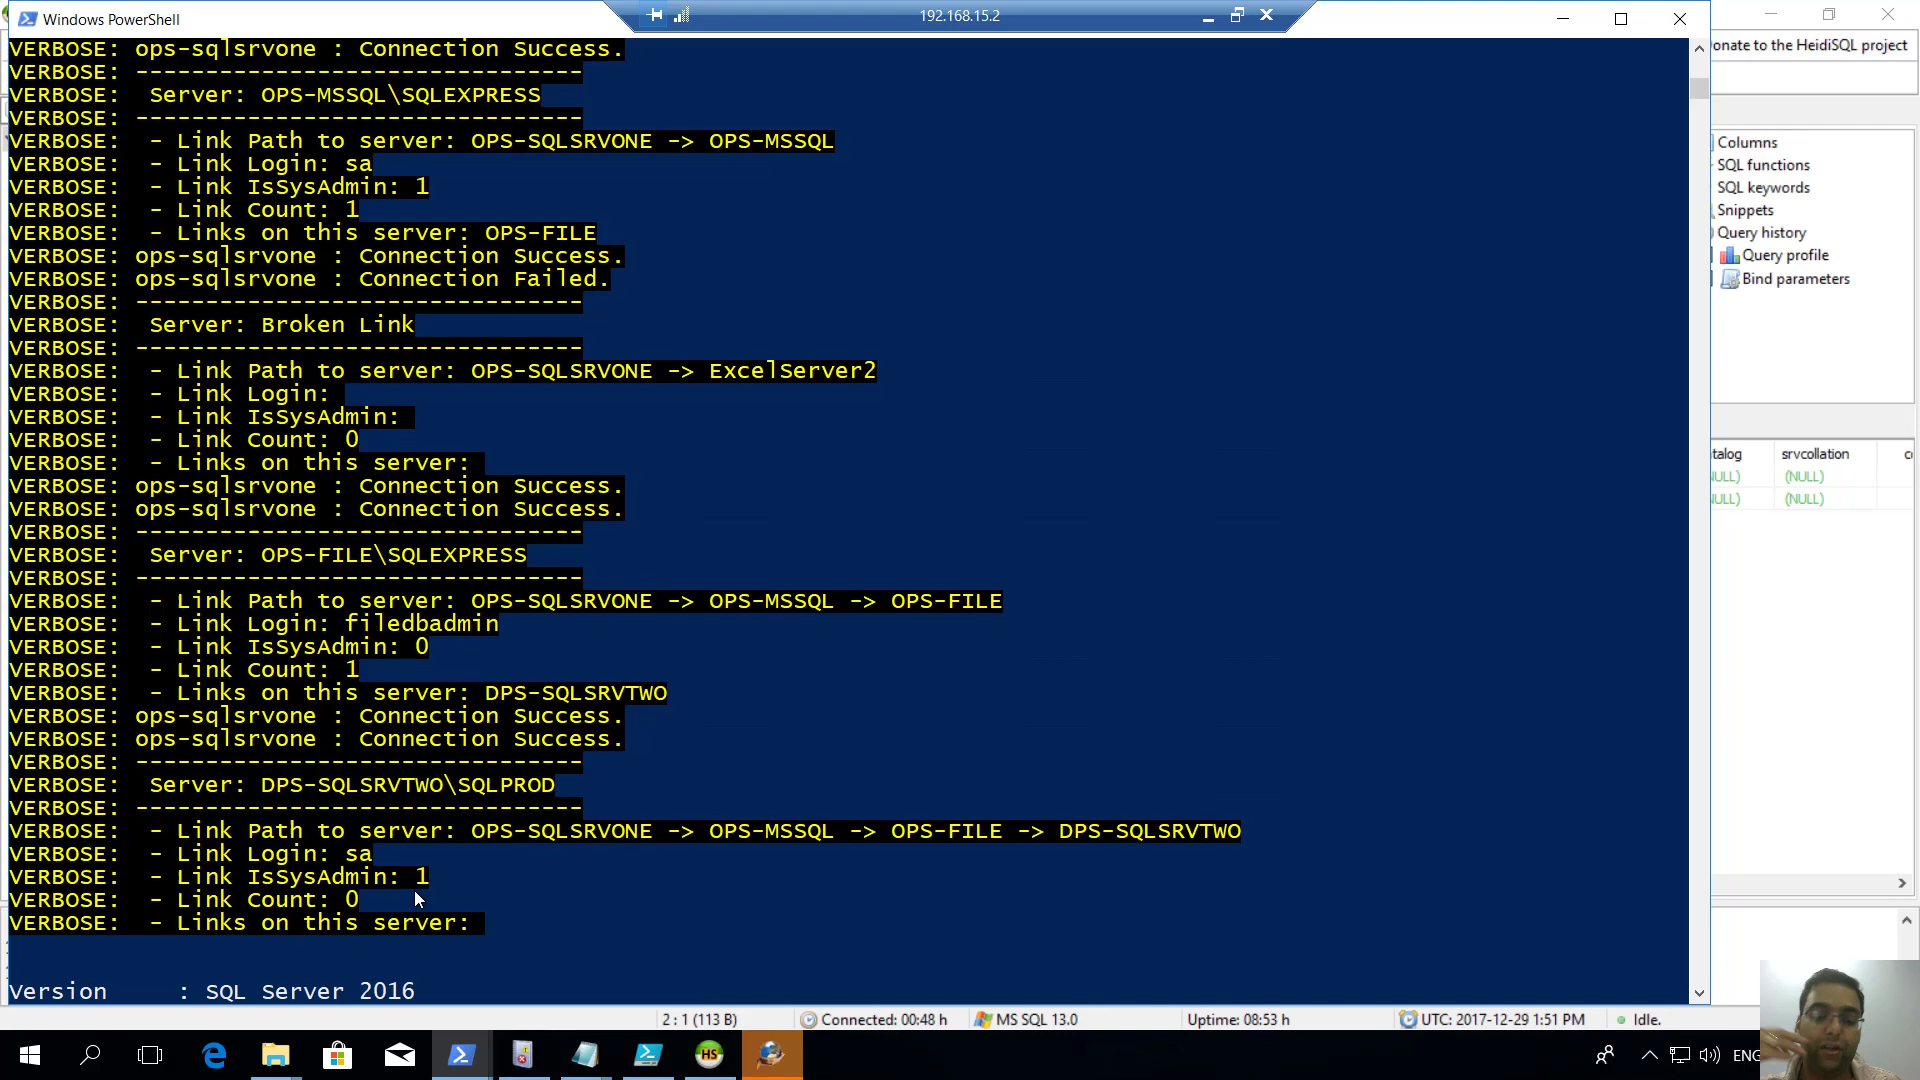 Windows PowerShell
192.168.15.2
VERBOSE: ops-sqlsrvone : Connection Success.
VERBOSE: --------------------------------
VERBOSE:  Server: OPS-MSSQL\SQLEXPRESS
VERBOSE: --------------------------------
VERBOSE:  - Link Path to server: OPS-SQLSRVONE -> OPS-MSSQL
VERBOSE:  - Link Login: sa
VERBOSE:  - Link IsSysAdmin: 1
VERBOSE:  - Link Count: 1
VERBOSE:  - Links on this server: OPS-FILE
VERBOSE: ops-sqlsrvone : Connection Success.
VERBOSE: ops-sqlsrvone : Connection Failed.
VERBOSE: --------------------------------
VERBOSE:  Server: Broken Link
VERBOSE: --------------------------------
VERBOSE:  - Link Path to server: OPS-SQLSRVONE -> ExcelServer2
VERBOSE:  - Link Login:
VERBOSE:  - Link IsSysAdmin:
VERBOSE:  - Link Count: 0
VERBOSE:  - Links on this server:
VERBOSE: ops-sqlsrvone : Connection Success.
VERBOSE: ops-sqlsrvone : Connection Success.
VERBOSE: --------------------------------
VERBOSE:  Server: OPS-FILE\SQLEXPRESS
VERBOSE: --------------------------------
VERBOSE:  - Link Path to server: OPS-SQLSRVONE -> OPS-MSSQL -> OPS-FILE
VERBOSE:  - Link Login: filedbadmin
VERBOSE:  - Link IsSysAdmin: 0
VERBOSE:  - Link Count: 1
VERBOSE:  - Links on this server: DPS-SQLSRVTWO
VERBOSE: ops-sqlsrvone : Connection Success.
VERBOSE: ops-sqlsrvone : Connection Success.
VERBOSE: --------------------------------
VERBOSE:  Server: DPS-SQLSRVTWO\SQLPROD
VERBOSE: --------------------------------
VERBOSE:  - Link Path to server: OPS-SQLSRVONE -> OPS-MSSQL -> OPS-FILE -> DPS-SQLSRVTWO
VERBOSE:  - Link Login: sa
VERBOSE:  - Link IsSysAdmin: 1
VERBOSE:  - Link Count: 0
VERBOSE:  - Links on this server:
Version     : SQL Server 2016
onate to the HeidiSQL project
Columns
SQL functions
SQL keywords
Snippets
Query history
Query profile
Bind parameters
talog srvcollation
ULL) (NULL)
ULL) (NULL)
2 : 1 (113 B) Connected: 00:48 h MS SQL 13.0 Uptime: 08:53 h UTC: 2017-12-29 1:51 PM Idle.
HS
ENG